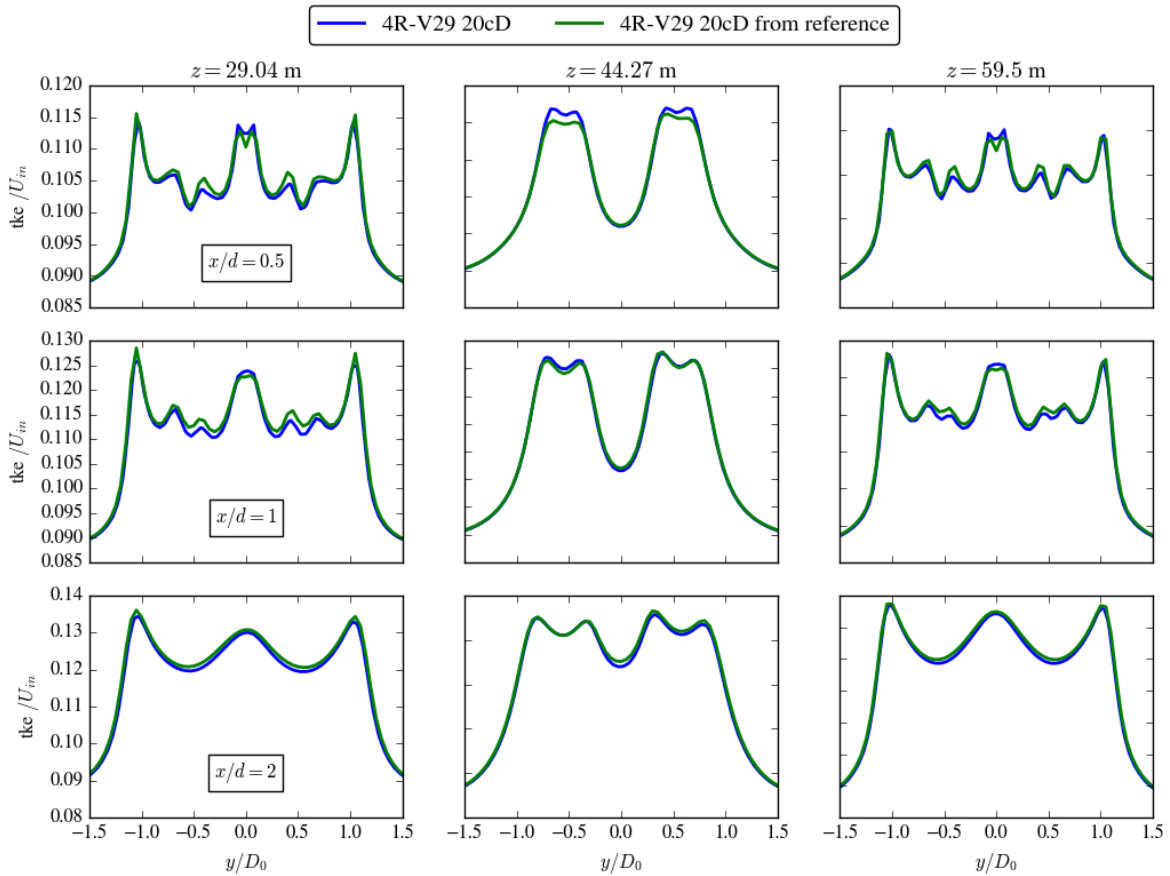 4R-V29 20cD 4R-V29 20cD from reference
z = 29.04 m z = 44.27 m z = 59.5 m
0.120
0.115
0.110
0.105
0.100
0.095
0.090
0.085
tke /U_in
x/d = 0.5
0.130
0.125
0.120
0.115
0.110
0.105
0.100
0.095
0.090
0.085
tke /U_in
x/d = 1
0.14
0.13
0.12
0.11
0.10
0.09
0.08
tke /U_in
x/d = 2
−1.5 −1.0 −0.5 0.0 0.5 1.0 1.5 −1.5 −1.0 −0.5 0.0 0.5 1.0 1.5 −1.5 −1.0 −0.5 0.0 0.5 1.0 1.5
y/D_0 y/D_0 y/D_0